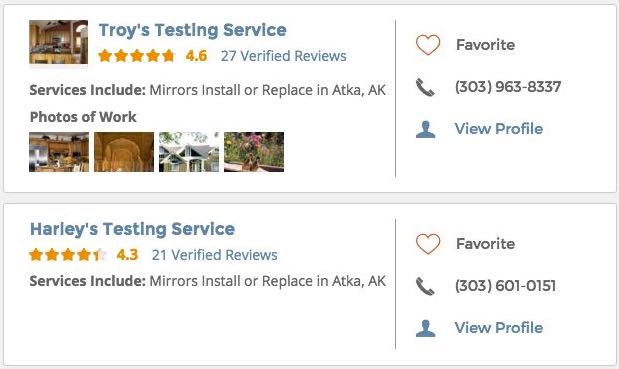 Troy's Testing Service
4.6 27 Verified Reviews
Services Include: Mirrors Install or Replace in Atka, AK
Photos of Work
Favorite
(303) 963-8337
View Profile
Harley's Testing Service
4.3 21 Verified Reviews
Services Include: Mirrors Install or Replace in Atka, AK
Favorite
(303) 601-0151
View Profile